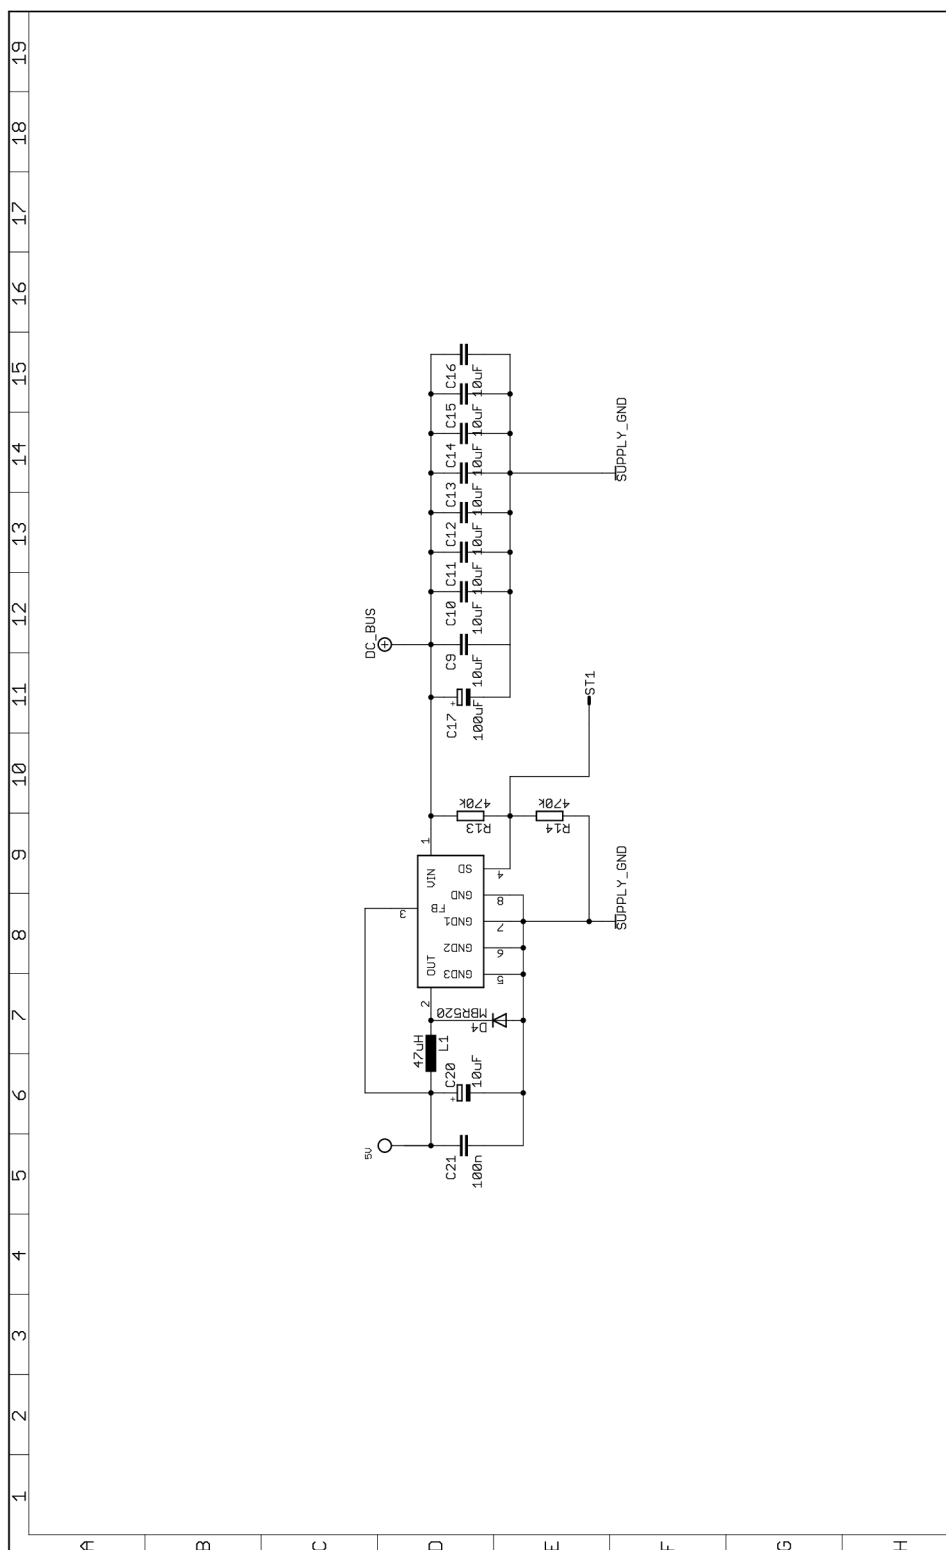 19
18
17
16
15
14
13
12
11
10
9
8
7
6
5
4
3
2
1
A
B
C
D
E
F
G
H
C16
10uF
C15
10uF
C14
10uF
C13
10uF
C12
10uF
C11
10uF
C10
10uF
C9
10uF
C17
+
100uF
DC_BUS
SUPPLY_GND
ST1
470k
R13
470k
R14
1
VIN
SD
4
3
FB
GND
8
GND1
7
GND2
6
OUT
GND3
5
2
SUPPLY_GND
MBR520
D4
47uH
L1
C20
+
10uF
5V
C21
100n